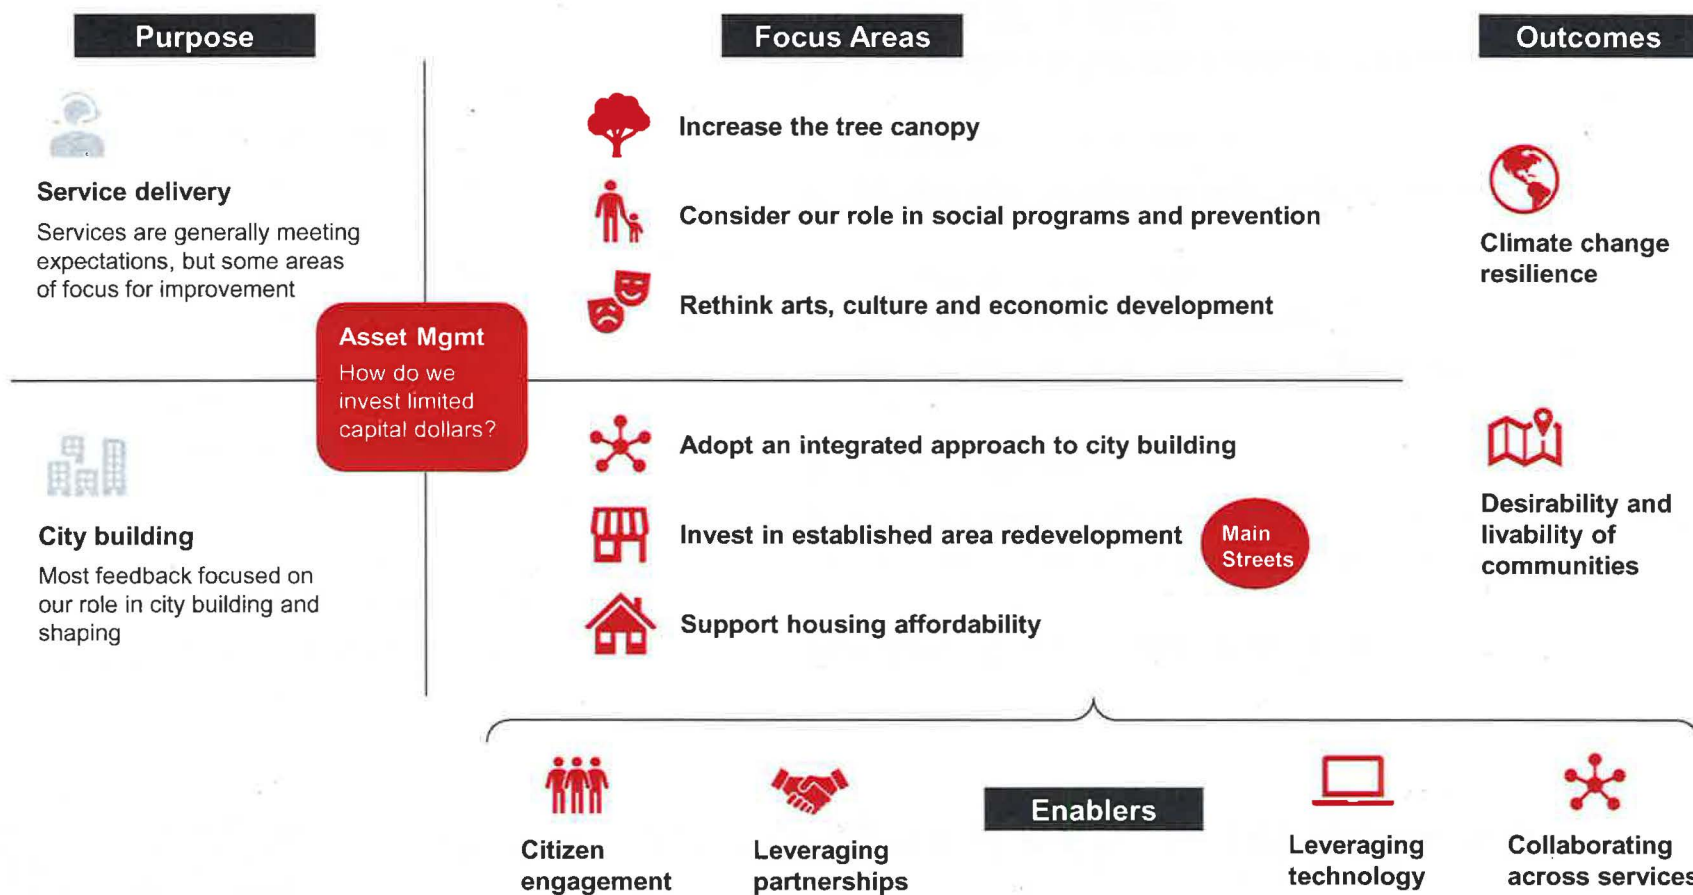 Purpose
Focus Areas
Outcomes
Service delivery
Services are generally meeting
expectations, but some areas
of focus for improvement
Asset Mgmt
How do we
invest limited
capital dollars?
City building
Most feedback focused on
our role in city building and
shaping
Increase the tree canopy
Consider our role in social programs and prevention
Rethink arts, culture and economic development
Adopt an integrated approach to city building
Invest in established area redevelopment
Main
Streets
Support housing affordability
Climate change
resilience
Desirability and
livability of
communities
Enablers
Citizen
engagement
Leveraging
partnerships
Leveraging
technology
Collaborating
across services